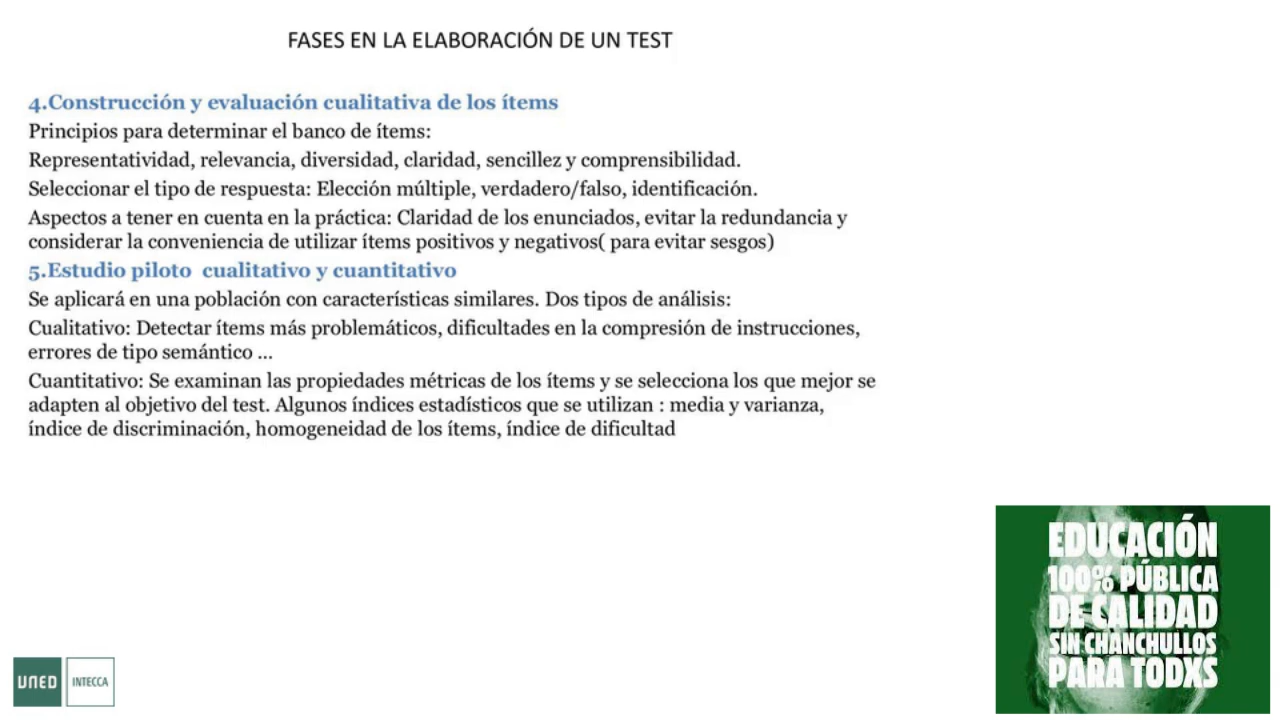 FASES EN LA ELABORACIÓN DE UN TEST
4.Construcción y evaluación cualitativa de los ítems
Principios para determinar el banco de ítems:
Representatividad, relevancia, diversidad, claridad, sencillez y comprensibilidad.
Seleccionar el tipo de respuesta: Elección múltiple, verdadero/falso, identificación.
Aspectos a tener en cuenta en la práctica: Claridad de los enunciados, evitar la redundancia y
considerar la conveniencia de utilizar ítems positivos y negativos( para evitar sesgos)
5.Estudio piloto  cualitativo y cuantitativo
Se aplicará en una población con características similares. Dos tipos de análisis:
Cualitativo: Detectar ítems más problemáticos, dificultades en la compresión de instrucciones,
errores de tipo semántico ...
Cuantitativo: Se examinan las propiedades métricas de los ítems y se selecciona los que mejor se
adapten al objetivo del test. Algunos índices estadísticos que se utilizan : media y varianza,
índice de discriminación, homogeneidad de los ítems, índice de dificultad
EDUCACIÓN
100% PÚBLICA
DE CALIDAD
SIN CHANCHULLOS
PARA TODXS
UNED INTECCA